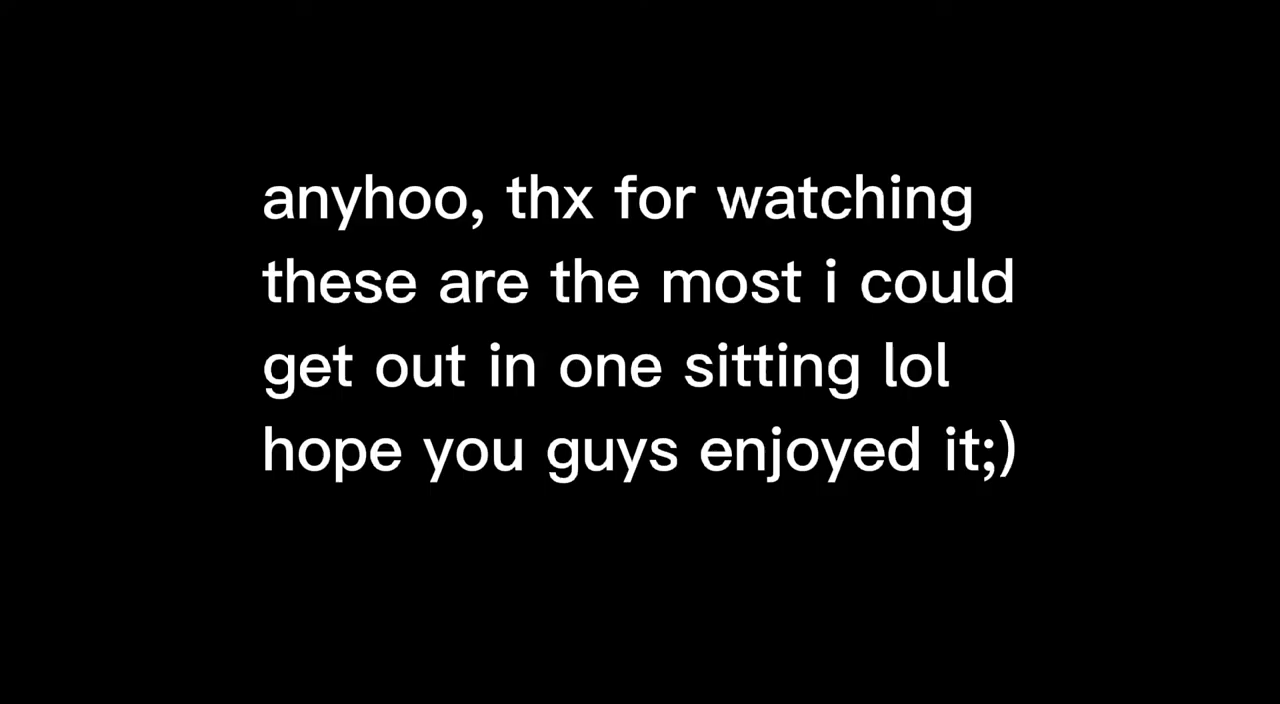 anyhoo, thx for watching
these are the most i could
get out in one sitting lol
hope you guys enjoyed it;)